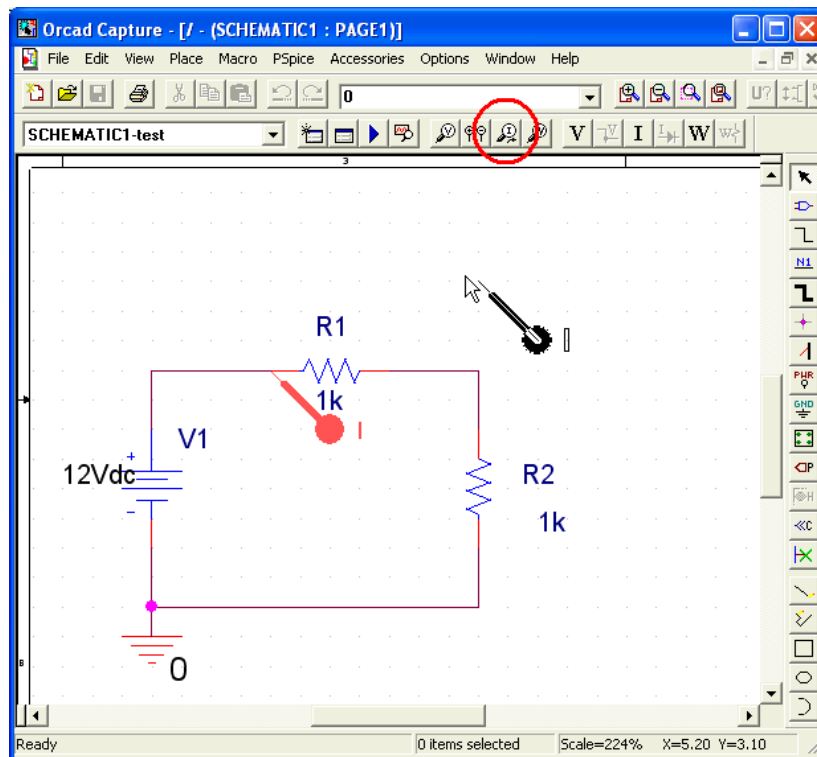 Orcad Capture - [/ - (SCHEMATIC1 : PAGE1)]
File Edit View Place Macro PSpice Accessories Options Window Help
0
U?
SCHEMATIC1-test
V I W
3
N1
R1
I
PWR
1k
GND
I
V1
+
12Vdc
R2
-
1k
0
B
Ready 0 items selected Scale=224% X=5.20 Y=3.10